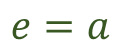 e = a